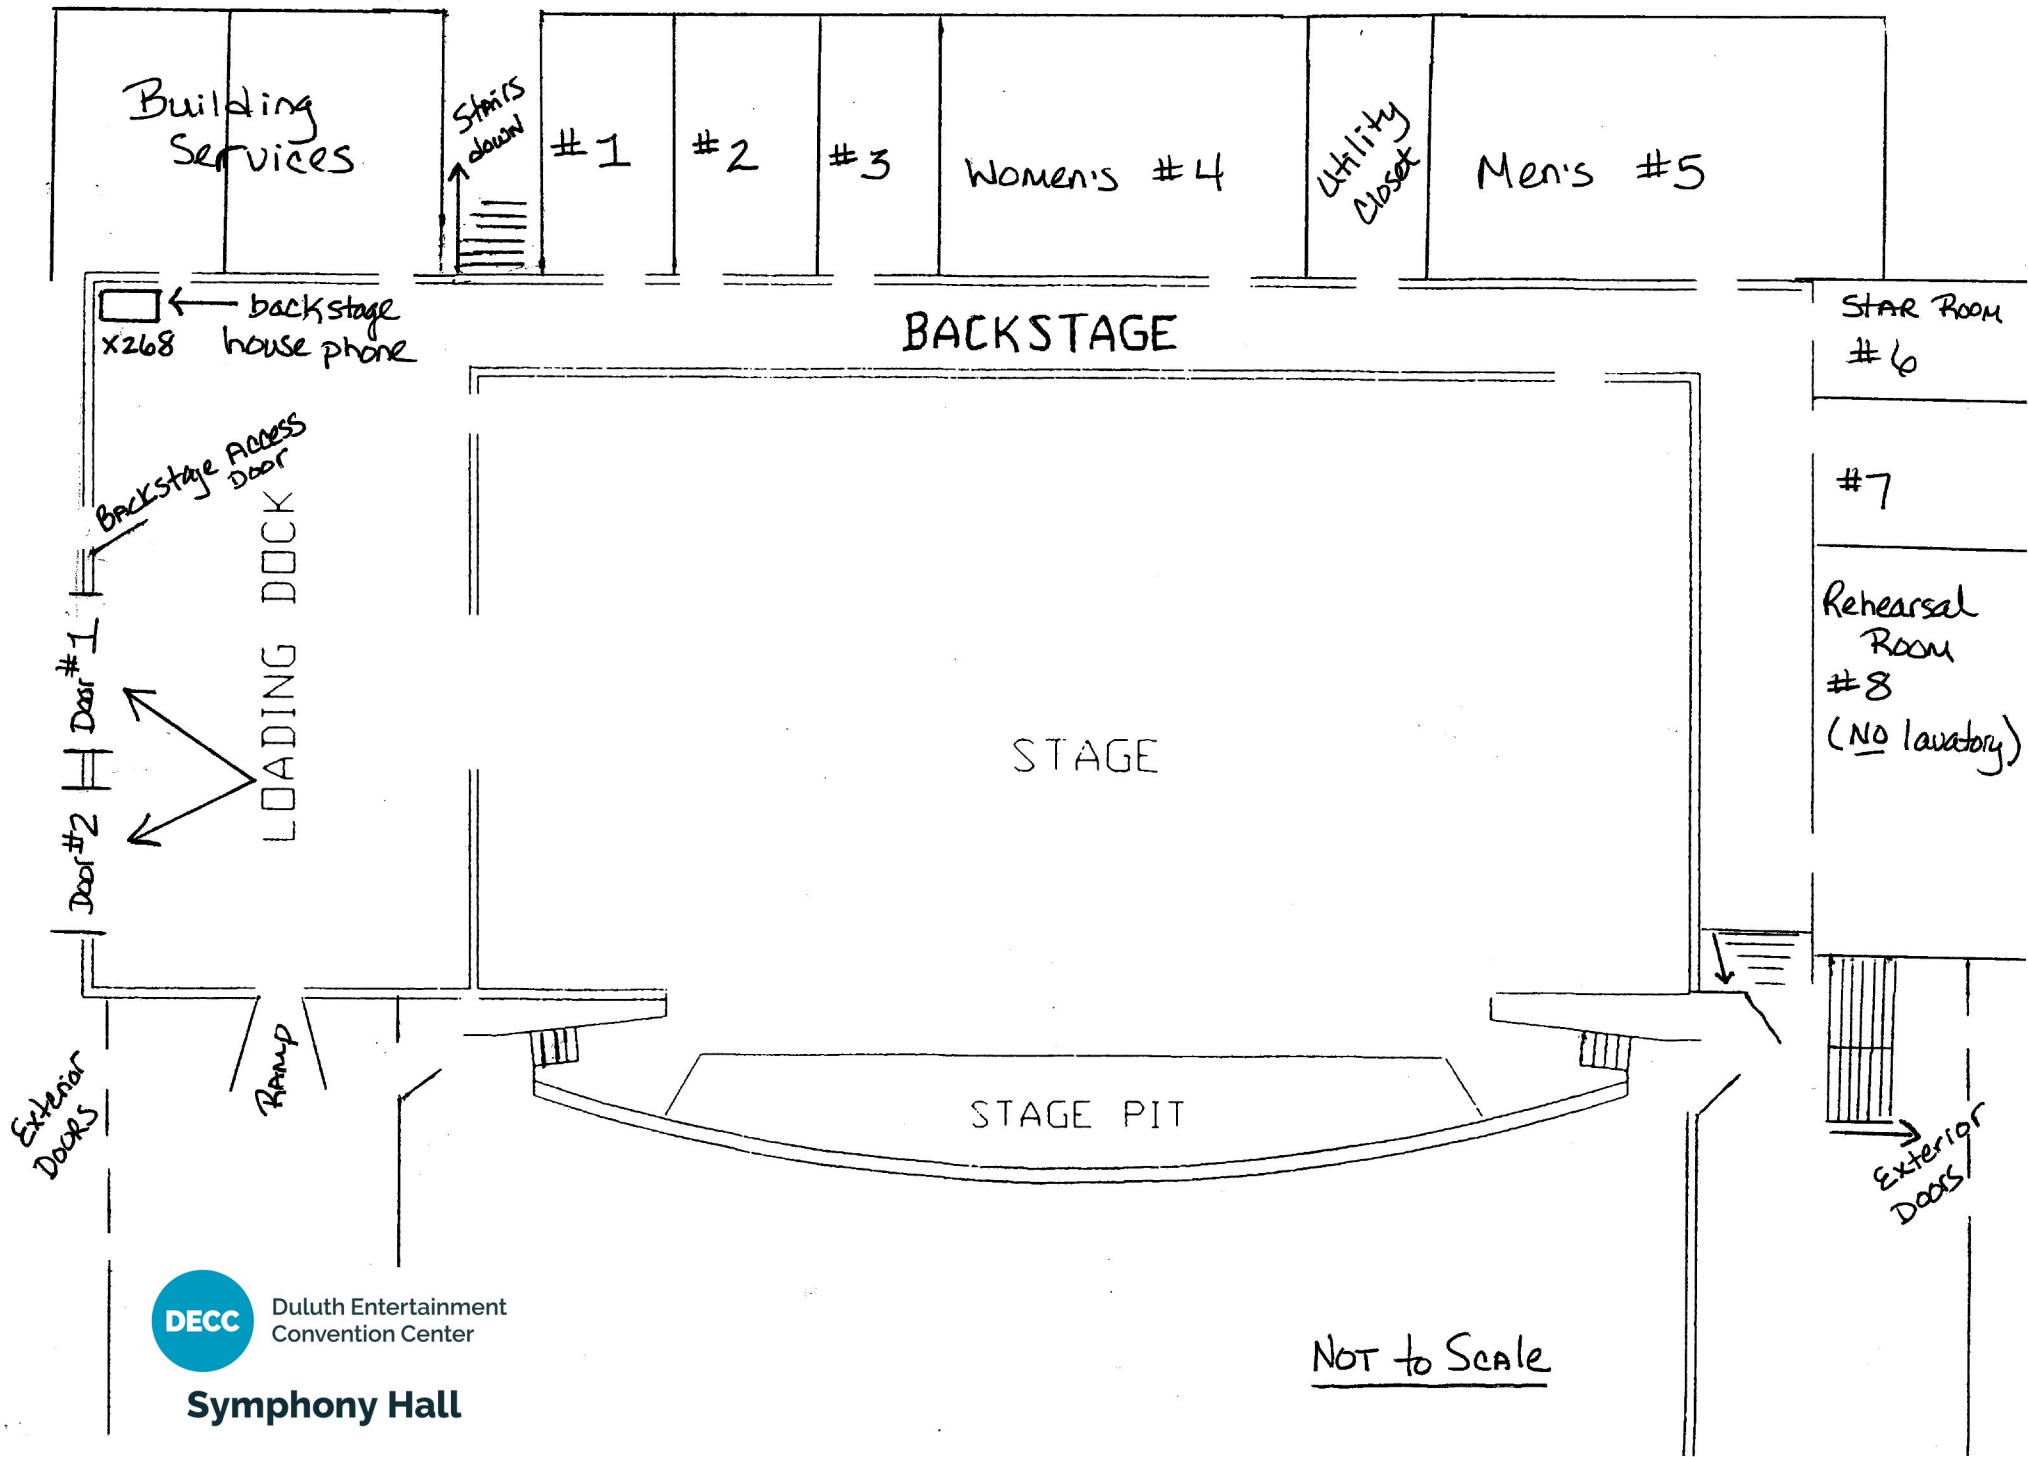 Building
Services
Stairs
down
#1
#2
#3
Women's #4
Utility
Closet
Men's #5
backstage
house phone
x268
BACKSTAGE
STAR ROOM
#6
#7
Rehearsal
Room
#8
(NO lavatory)
Backstage Access
Door
LOADING DOCK
Door #1
Door #2
STAGE
STAGE PIT
Ramp
Exterior
Doors
Exterior
Doors
DECC
Duluth Entertainment
Convention Center
Symphony Hall
NOT to Scale